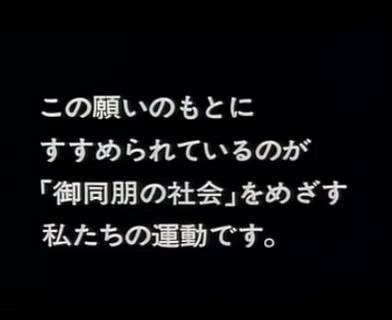 この願いのもとに
すすめられているのが
「御同朋の社会」をめざす
私たちの運動です。